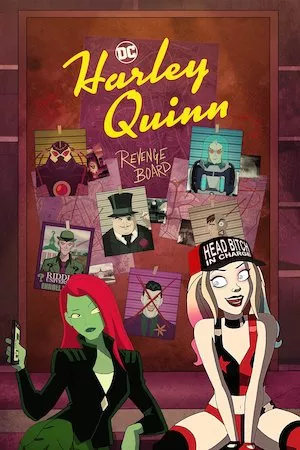 DC
Harley
Quinn
REVENGE
BOARD
HEAD BITCH
IN CHARGE